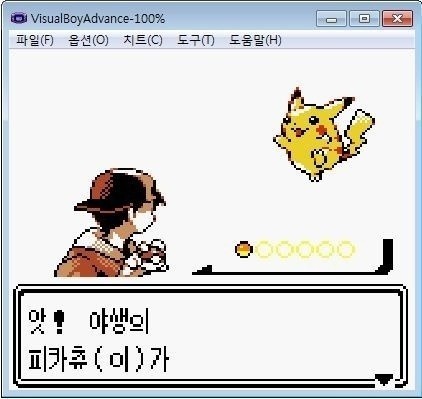 VisualBoyAdvance-100%
파일(F) 옵션(O) 치트(C) 도구(T) 도움말(H)
앗! 야생의
피카츄(이)가